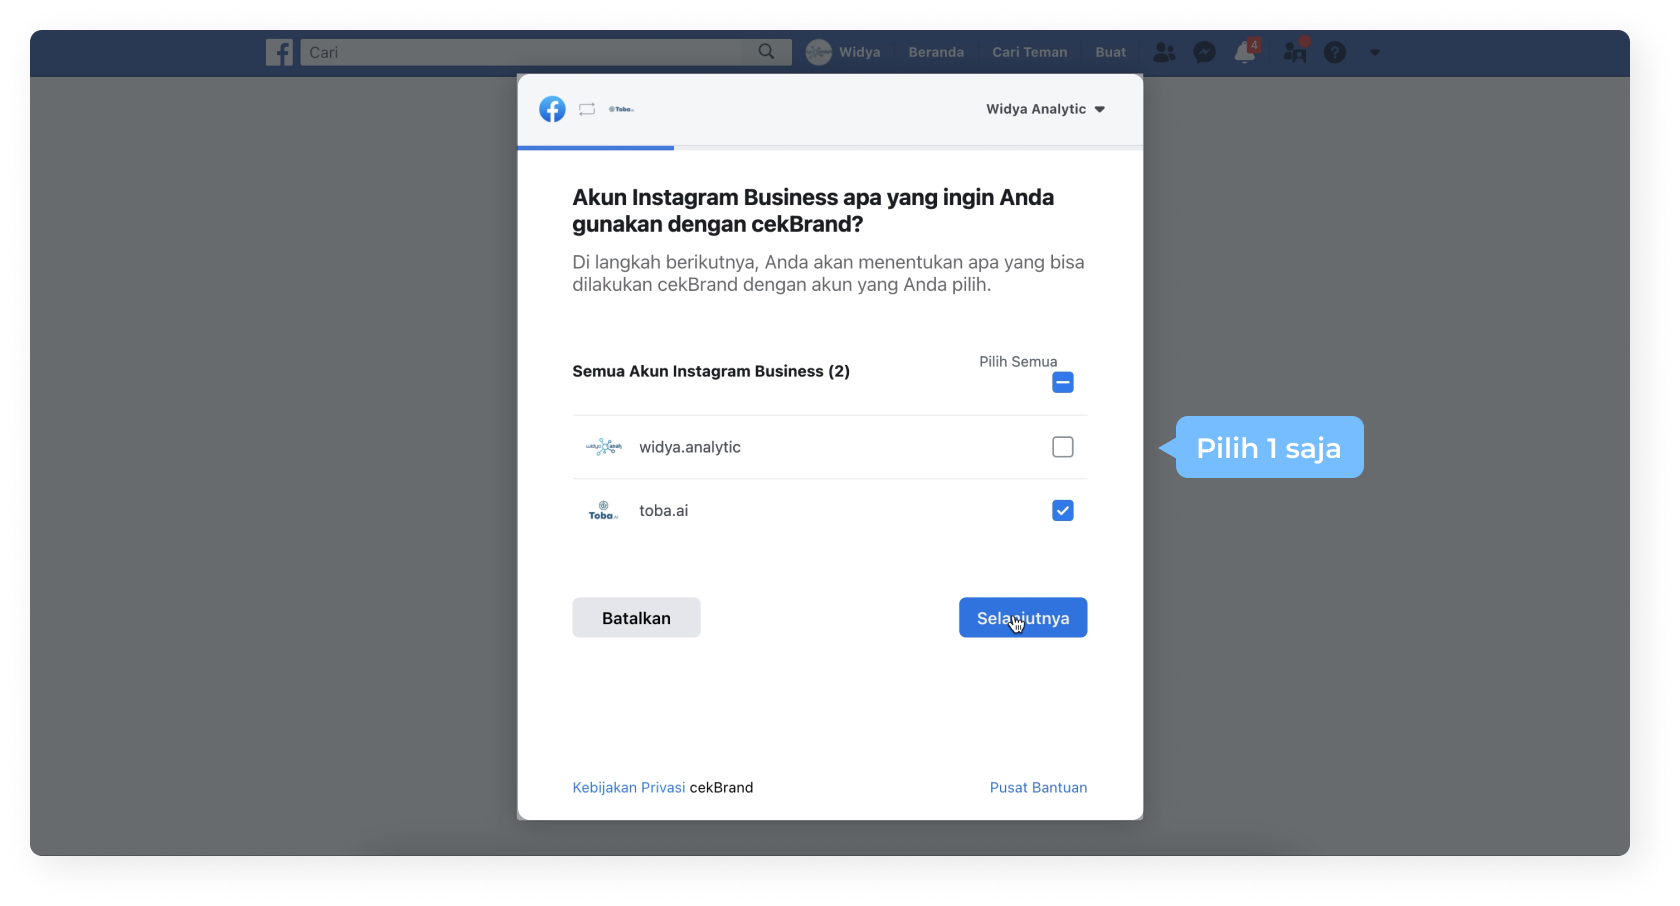 Cari
Widya
Beranda
Cari Teman
Buat
4
Toba
Widya Analytic
Akun Instagram Business apa yang ingin Anda
gunakan dengan cekBrand?
Di langkah berikutnya, Anda akan menentukan apa yang bisa
dilakukan cekBrand dengan akun yang Anda pilih.
Semua Akun Instagram Business (2)
Pilih Semua
widya.analytic
Pilih 1 saja
Toba
toba.ai
Batalkan
Selanjutnya
Kebijakan Privasi cekBrand
Pusat Bantuan